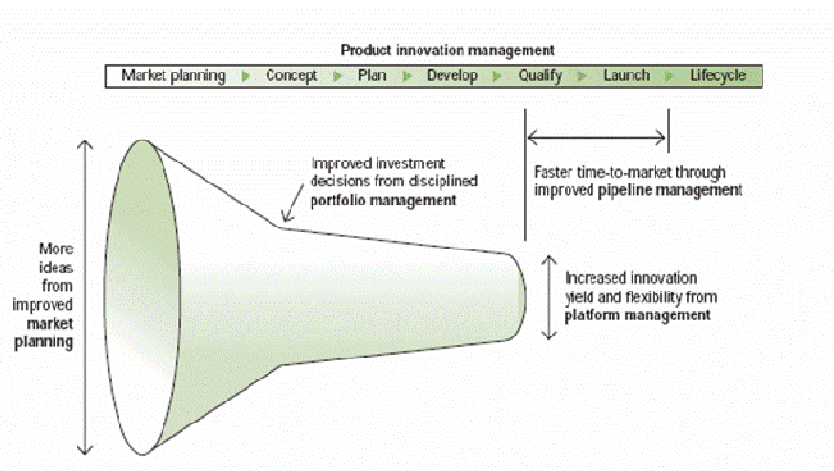 Product innovation management
Market planning Concept Plan Develop Qualify Launch Lifecycle
Improved investment
decisions from disciplined
portfolio management
Faster time-to-market through
improved pipeline management
More
ideas
from
improved
market
planning
Increased innovation
yield and flexibility from
platform management